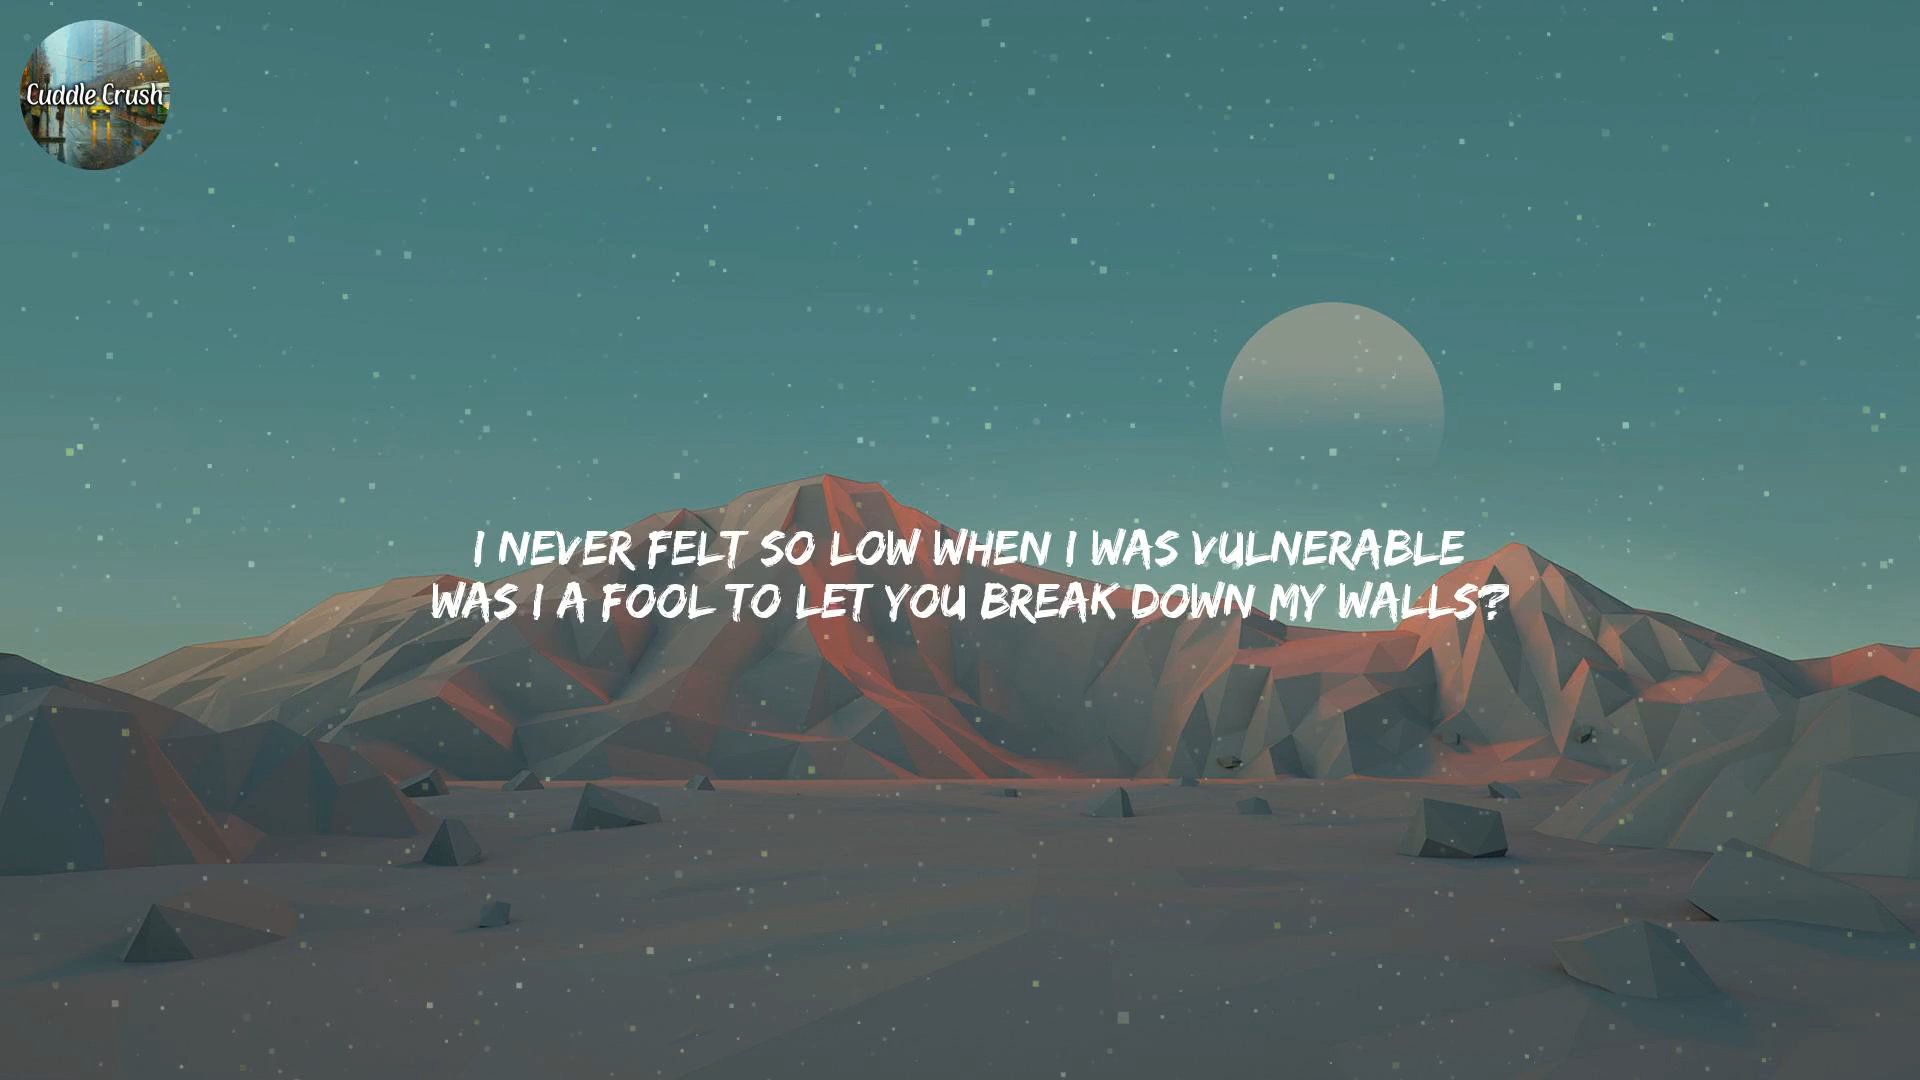 Cuddle Crush
I NEVER FELT SO LOW WHEN I WAS VULNERABLE
WAS I A FOOL TO LET YOU BREAK DOWN MY WALLS?